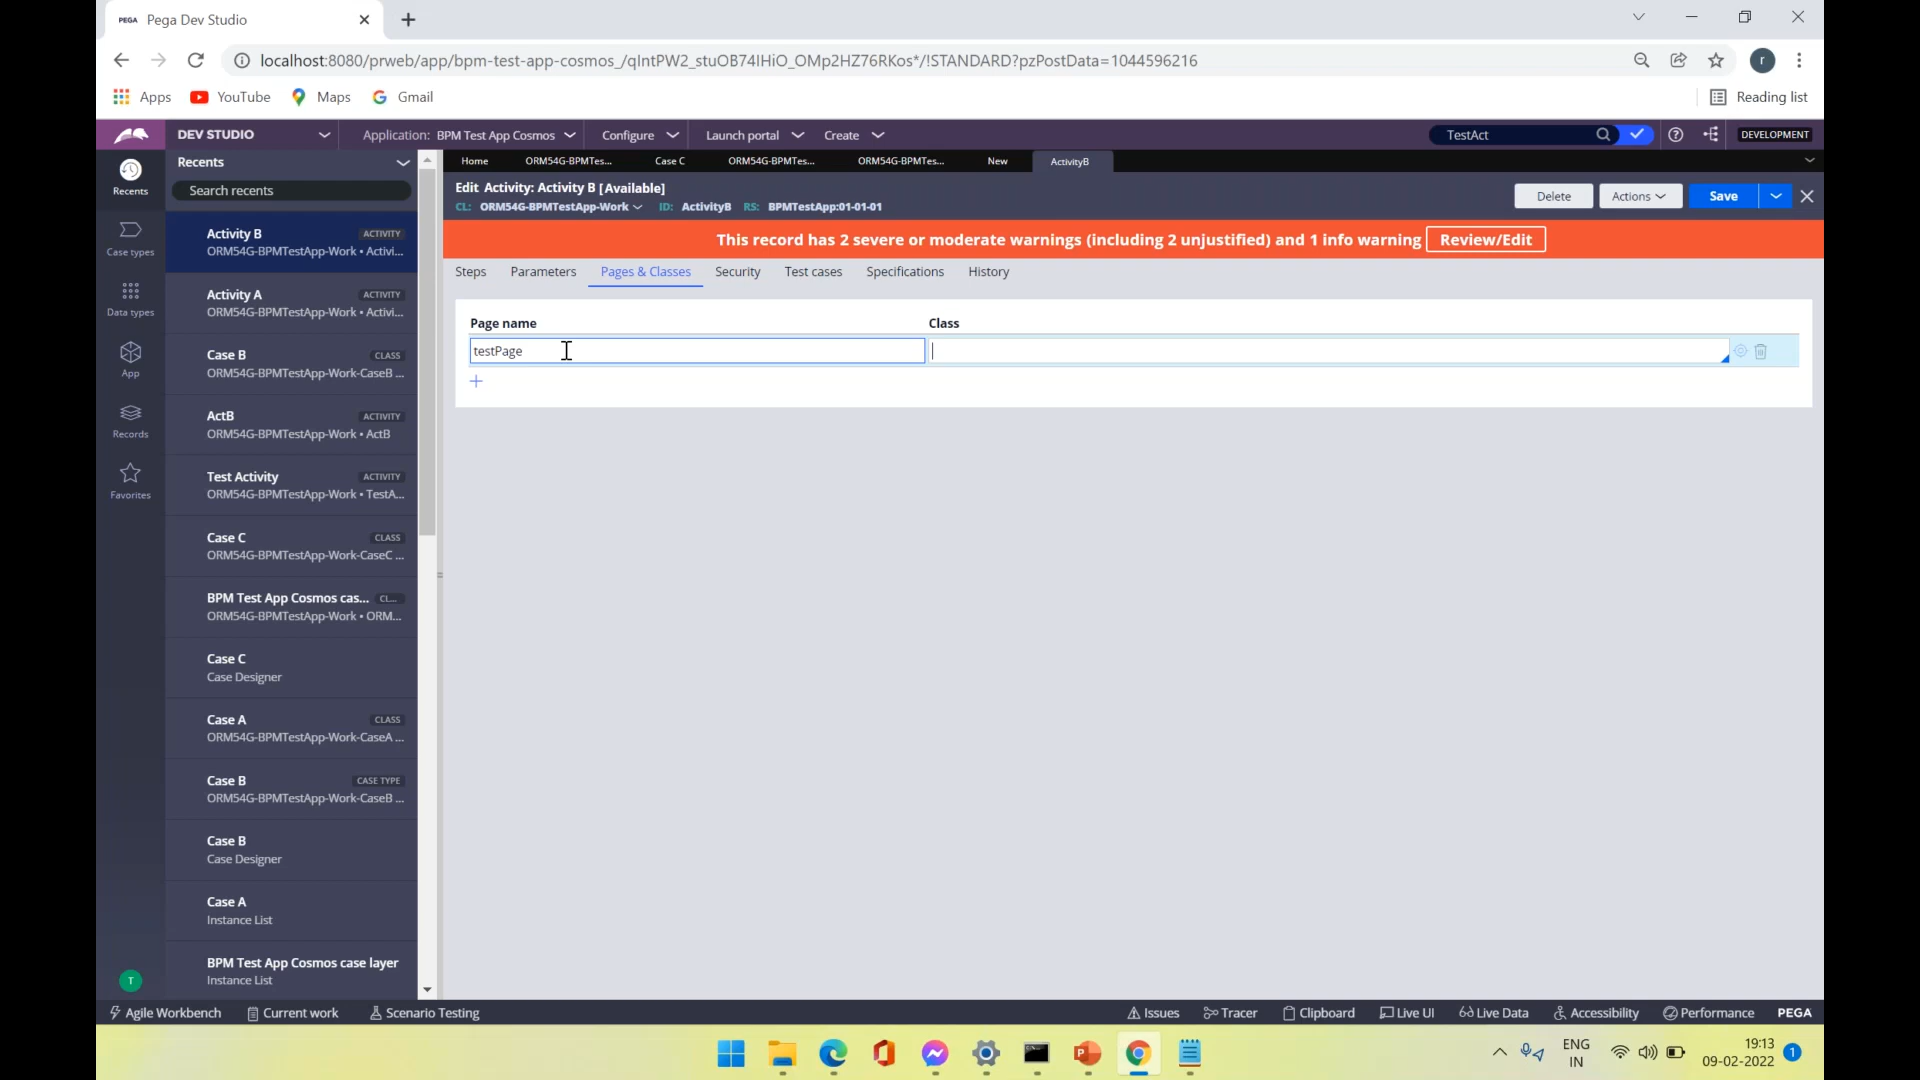 PEGA Pega Dev Studio
localhost:8080/prweb/app/bpm-test-app-cosmos_/qIntPW2_stuOB74IHiO_OMp2HZ76RKos*/!STANDARD?pzPostData=1044596216
r
Apps YouTube Maps Gmail Reading list
DEV STUDIO Application: BPM Test App Cosmos Configure Launch portal Create TestAct DEVELOPMENT
Recents
Home ORM54G-BPMTes... Case C ORM54G-BPMTes... ORM54G-BPMTes... New ActivityB
Recents
Search recents
Edit Activity: Activity B [Available]
CL: ORM54G-BPMTestApp-Work ID: ActivityB RS: BPMTestApp:01-01-01
Delete Actions Save
This record has 2 severe or moderate warnings (including 2 unjustified) and 1 info warning Review/Edit
Steps Parameters Pages & Classes Security Test cases Specifications History
Page name Class
testPage
Case types
Data types
App
Records
Favorites
T
Activity B ACTIVITY
ORM54G-BPMTestApp-Work • Activi...
Activity A ACTIVITY
ORM54G-BPMTestApp-Work • Activi...
Case B CLASS
ORM54G-BPMTestApp-Work-CaseB ...
ActB ACTIVITY
ORM54G-BPMTestApp-Work • ActB
Test Activity ACTIVITY
ORM54G-BPMTestApp-Work • TestA...
Case C CLASS
ORM54G-BPMTestApp-Work-CaseC ...
BPM Test App Cosmos cas... CL...
ORM54G-BPMTestApp-Work • ORM...
Case C
Case Designer
Case A CLASS
ORM54G-BPMTestApp-Work-CaseA ...
Case B CASE TYPE
ORM54G-BPMTestApp-Work-CaseB ...
Case B
Case Designer
Case A
Instance List
BPM Test App Cosmos case layer
Instance List
Agile Workbench Current work Scenario Testing Issues Tracer Clipboard Live UI Live Data Accessibility Performance PEGA
ENG
IN
19:13
09-02-2022
1